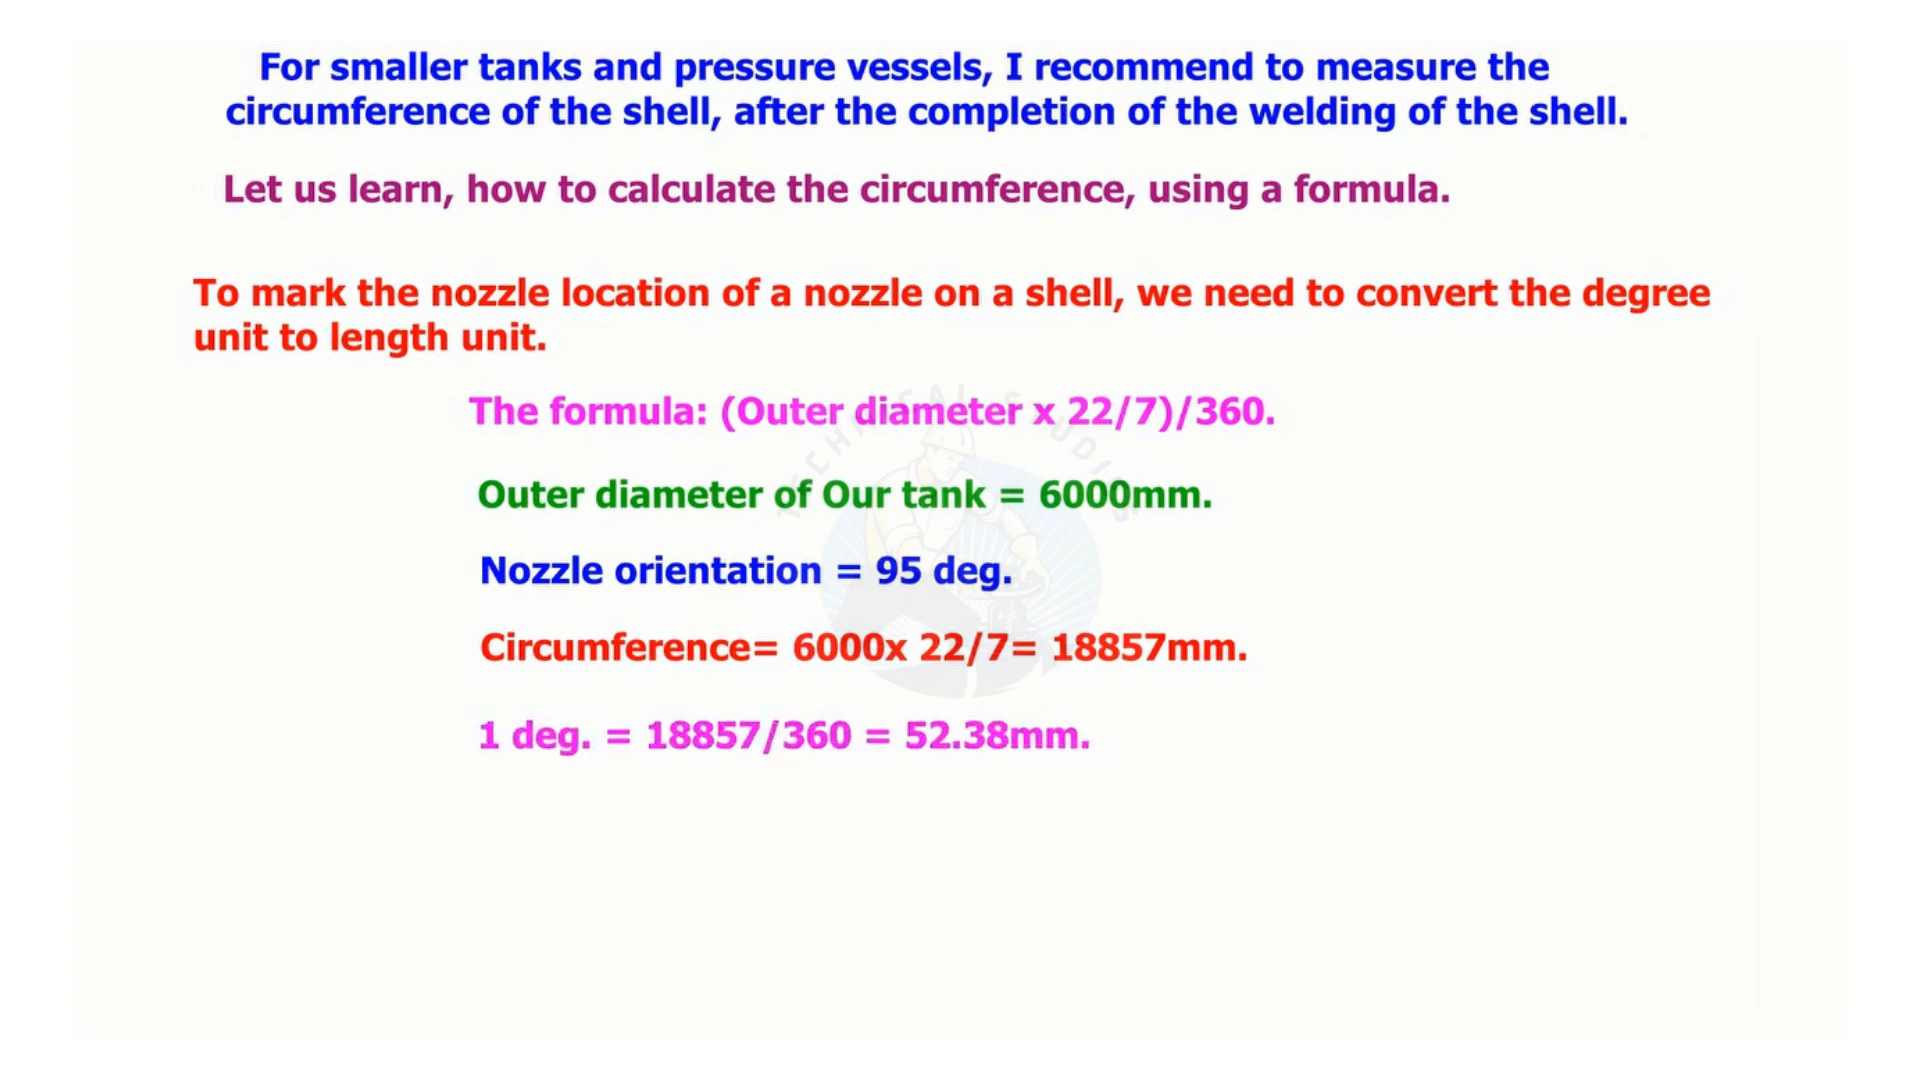 For smaller tanks and pressure vessels, I recommend to measure the
circumference of the shell, after the completion of the welding of the shell.
Let us learn, how to calculate the circumference, using a formula.
To mark the nozzle location of a nozzle on a shell, we need to convert the degree
unit to length unit.
The formula: (Outer diameter x 22/7)/360.
TECHNICAL STUDIES
Outer diameter of Our tank = 6000mm.
Nozzle orientation = 95 deg.
Circumference= 6000x 22/7= 18857mm.
1 deg. = 18857/360 = 52.38mm.